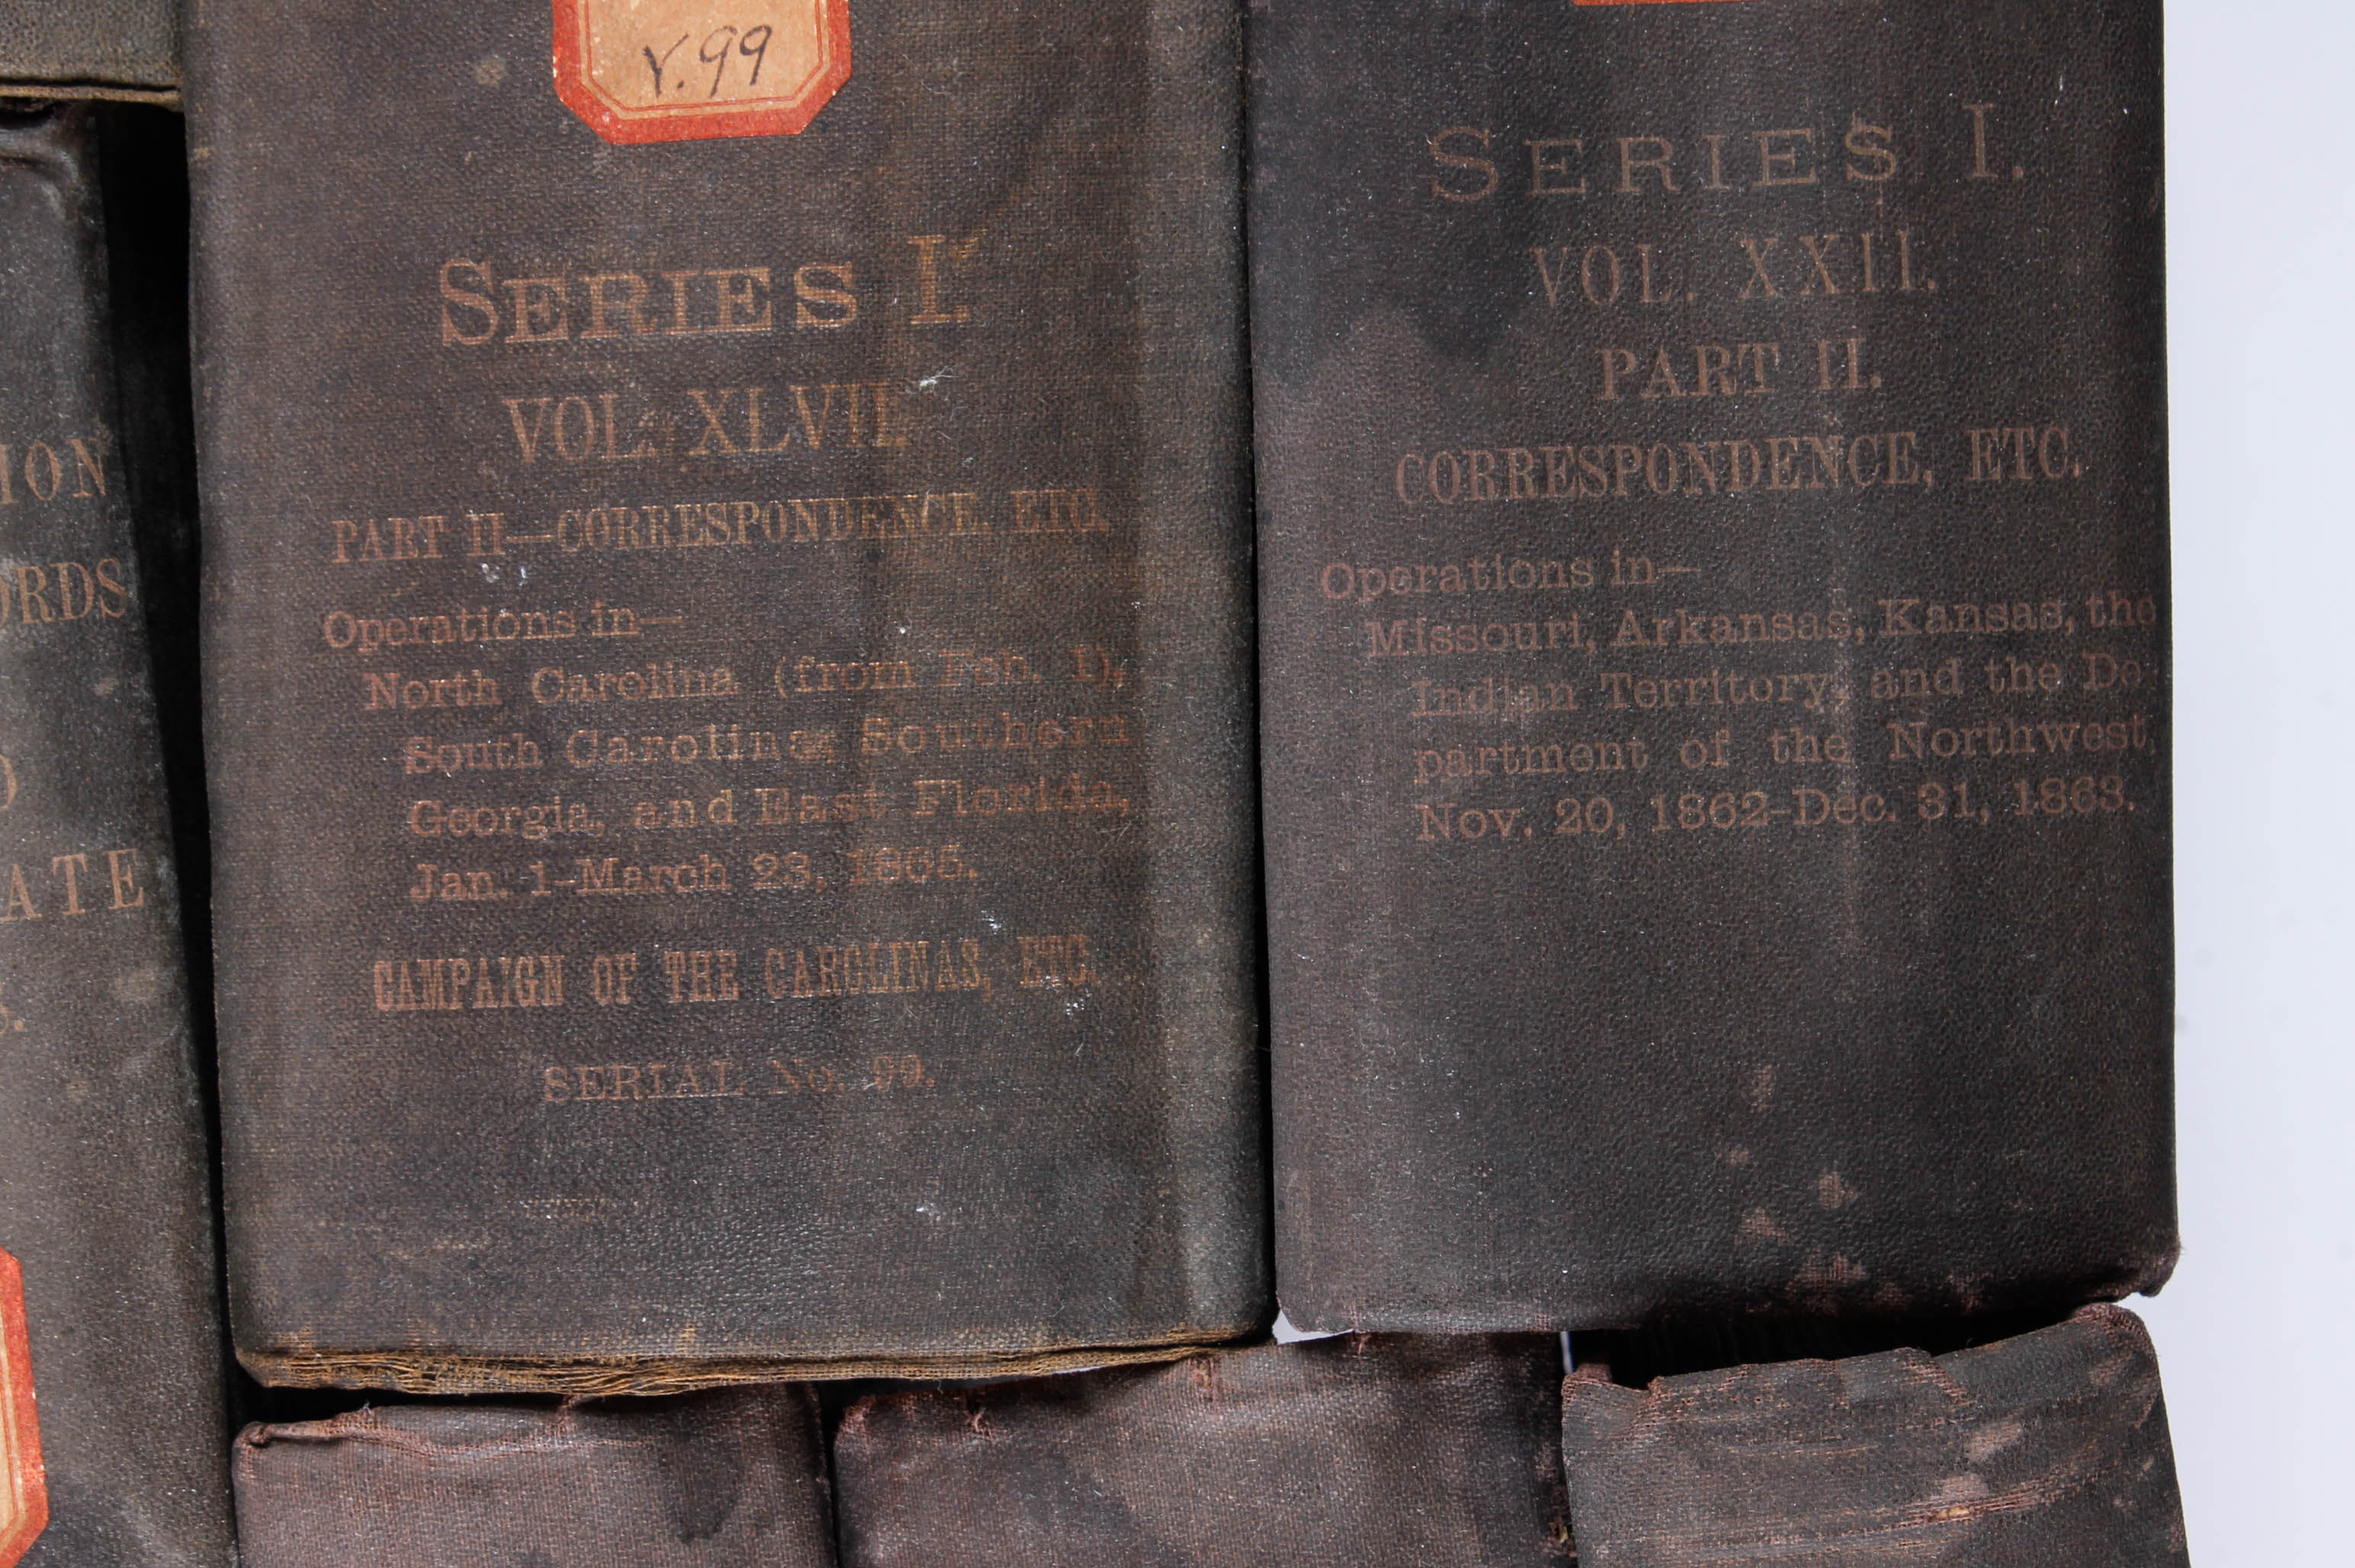 ION
ORDS
ATE
v.99
SERIES I.
VOL. XLVII.
PART II—CORRESPONDENCE, ETC.
Operations in—
North Carolina (from Feb. 1),
South Carolina, Southern
Georgia, and East Florida,
Jan. 1–March 23, 1865.
CAMPAIGN OF THE CAROLINAS, ETC.
SERIAL No. 99.
SERIES I.
VOL. XXII.
PART II.
CORRESPONDENCE, ETC.
Operations in—
Missouri, Arkansas, Kansas, the
Indian Territory, and the De-
partment of the Northwest,
Nov. 20, 1862–Dec. 31, 1863.